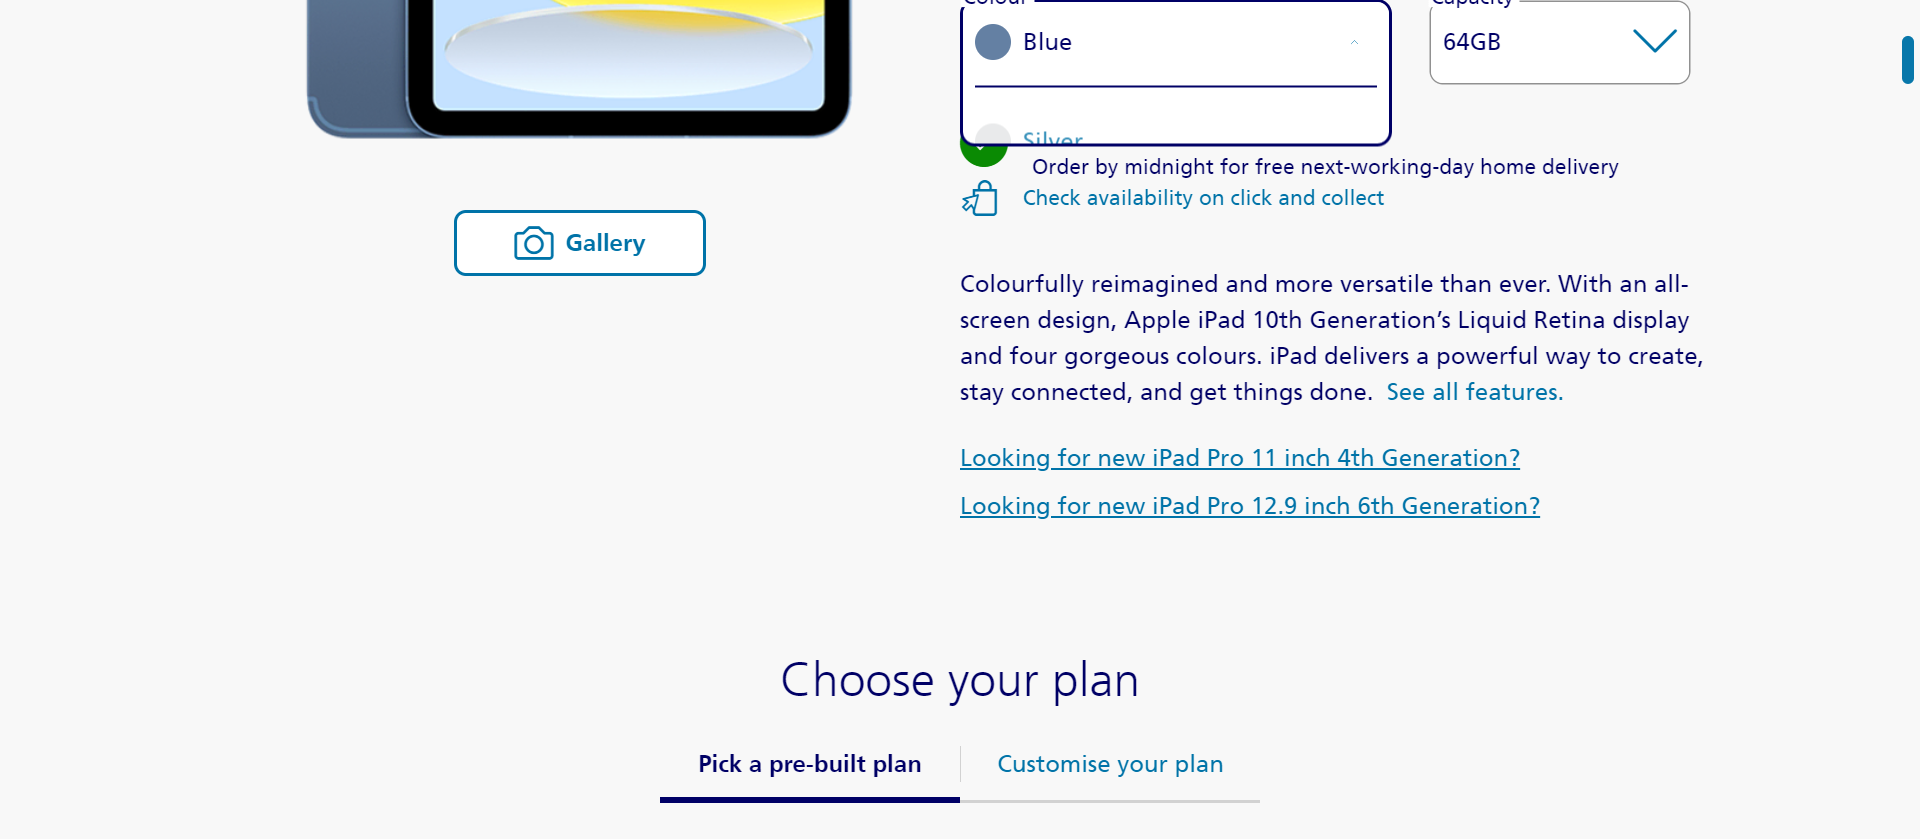 Colour
Capacity
Blue
64GB
Silver
Order by midnight for free next-working-day home delivery
Check availability on click and collect
Gallery
Colourfully reimagined and more versatile than ever. With an all-
screen design, Apple iPad 10th Generation’s Liquid Retina display
and four gorgeous colours. iPad delivers a powerful way to create,
stay connected, and get things done. See all features.
Looking for new iPad Pro 11 inch 4th Generation?
Looking for new iPad Pro 12.9 inch 6th Generation?
Choose your plan
Pick a pre-built plan
Customise your plan